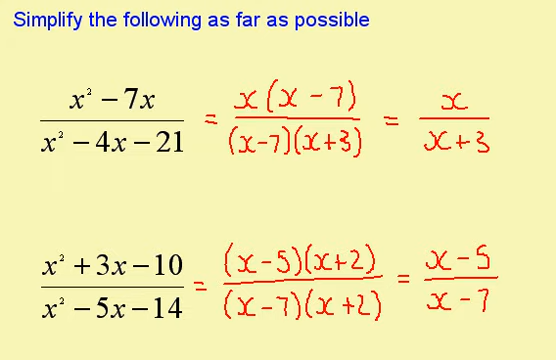 Simplify the following as far as possible
(x² − 7x)/(x² − 4x − 21) = x(x − 7)/(x−7)(x+3) = x/(x+3)
(x² + 3x − 10)/(x² − 5x − 14) = (x−5)(x+2)/(x−7)(x+2) = (x−5)/(x−7)